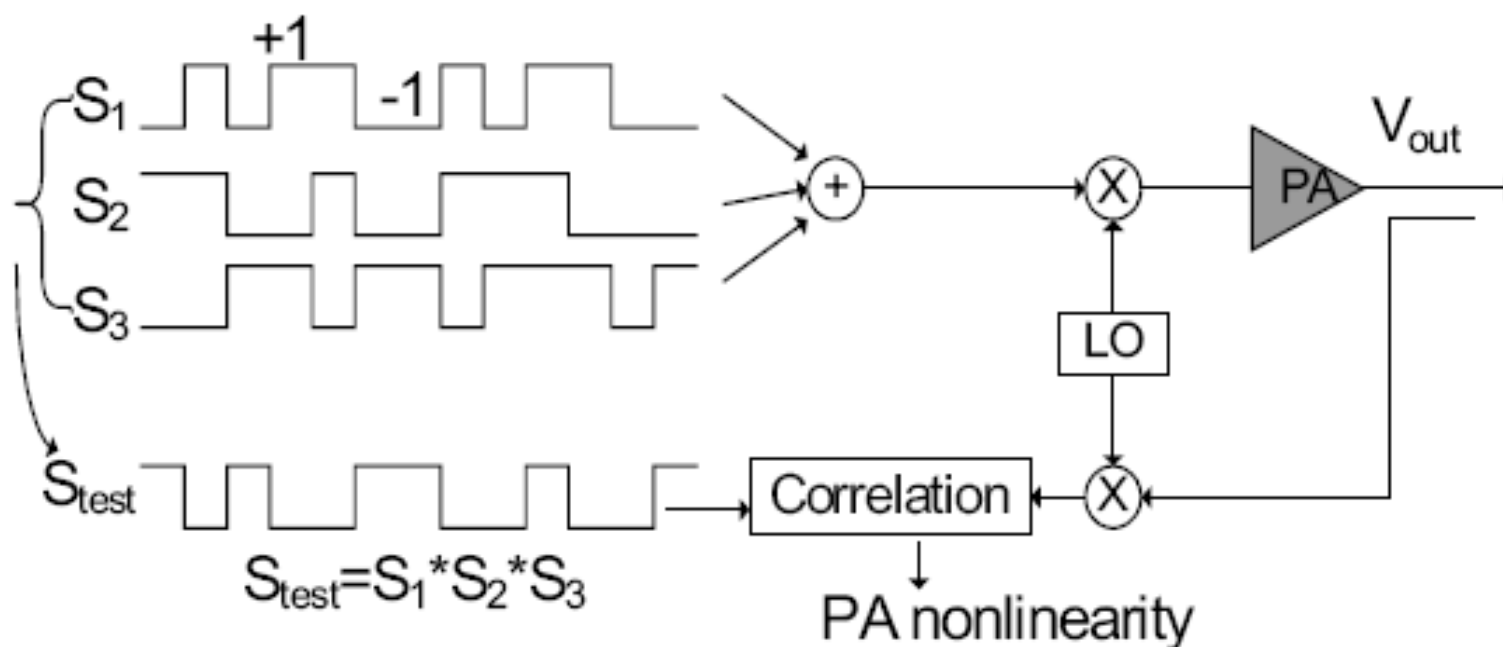 +1
S₁
-1
S₂
S₃
+
X
PA
Vout
LO
Stest
Correlation
X
Stest=S₁*S₂*S₃
PA nonlinearity